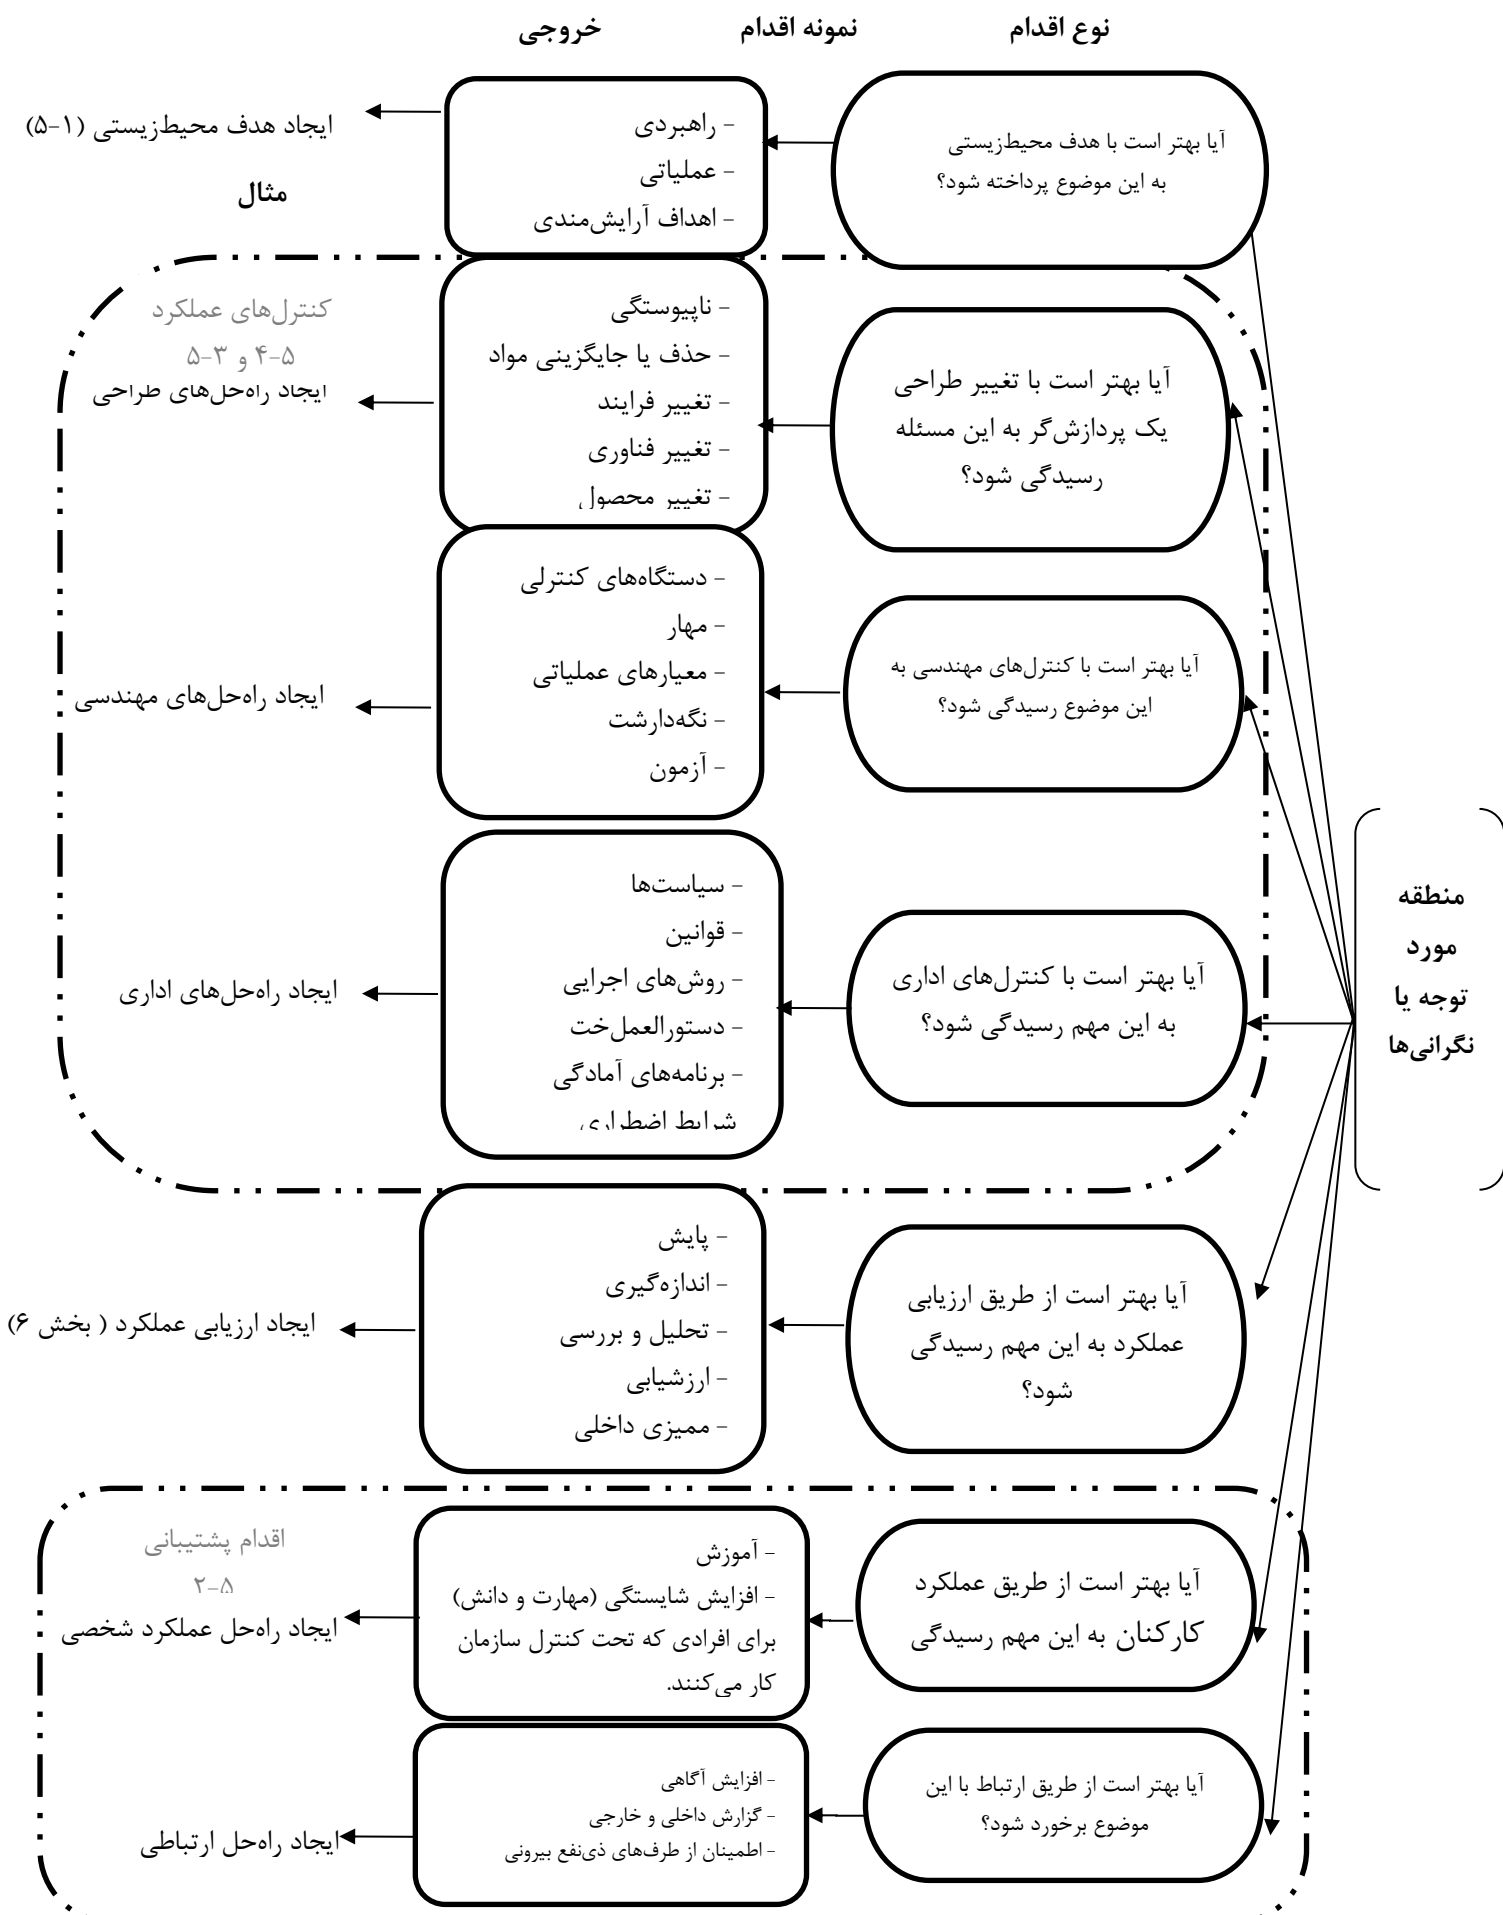 نوع اقدام
نمونه اقدام
خروجی
آیا بهتر است با هدف محیط‌زیستی
به این موضوع پرداخته شود؟
- راهبردی
- عملیاتی
- اهداف آرایش‌مندی
ایجاد هدف محیط‌زیستی (۱-۵)
مثال
کنترل‌های عملکرد
۴-۵ و ۳-۵
آیا بهتر است با تغییر طراحی
یک پردازش‌گر به این مسئله
رسیدگی شود؟
- ناپیوستگی
- حذف یا جایگزینی مواد
- تغییر فرایند
- تغییر فناوری
- تغییر محصول
ایجاد راه‌حل‌های طراحی
آیا بهتر است با کنترل‌های مهندسی به
این موضوع رسیدگی شود؟
- دستگاه‌های کنترلی
- مهار
- معیارهای عملیاتی
- نگه‌دارشت
- آزمون
ایجاد راه‌حل‌های مهندسی
منطقه
مورد
توجه یا
نگرانی‌ها
آیا بهتر است با کنترل‌های اداری
به این مهم رسیدگی شود؟
- سیاست‌ها
- قوانین
- روش‌های اجرایی
- دستورالعمل‌خت
- برنامه‌های آمادگی
شرایط اضطراری
ایجاد راه‌حل‌های اداری
آیا بهتر است از طریق ارزیابی
عملکرد به این مهم رسیدگی
شود؟
- پایش
- اندازه‌گیری
- تحلیل و بررسی
- ارزشیابی
- ممیزی داخلی
ایجاد ارزیابی عملکرد ( بخش ۶)
اقدام پشتیبانی
۲-۵
آیا بهتر است از طریق عملکرد
کارکنان به این مهم رسیدگی
- آموزش
- افزایش شایستگی (مهارت و دانش)
برای افرادی که تحت کنترل سازمان
کار می‌کنند.
ایجاد راه‌حل عملکرد شخصی
آیا بهتر است از طریق ارتباط با این
موضوع برخورد شود؟
- افزایش آگاهی
- گزارش داخلی و خارجی
- اطمینان از طرف‌های ذی‌نفع بیرونی
ایجاد راه‌حل ارتباطی